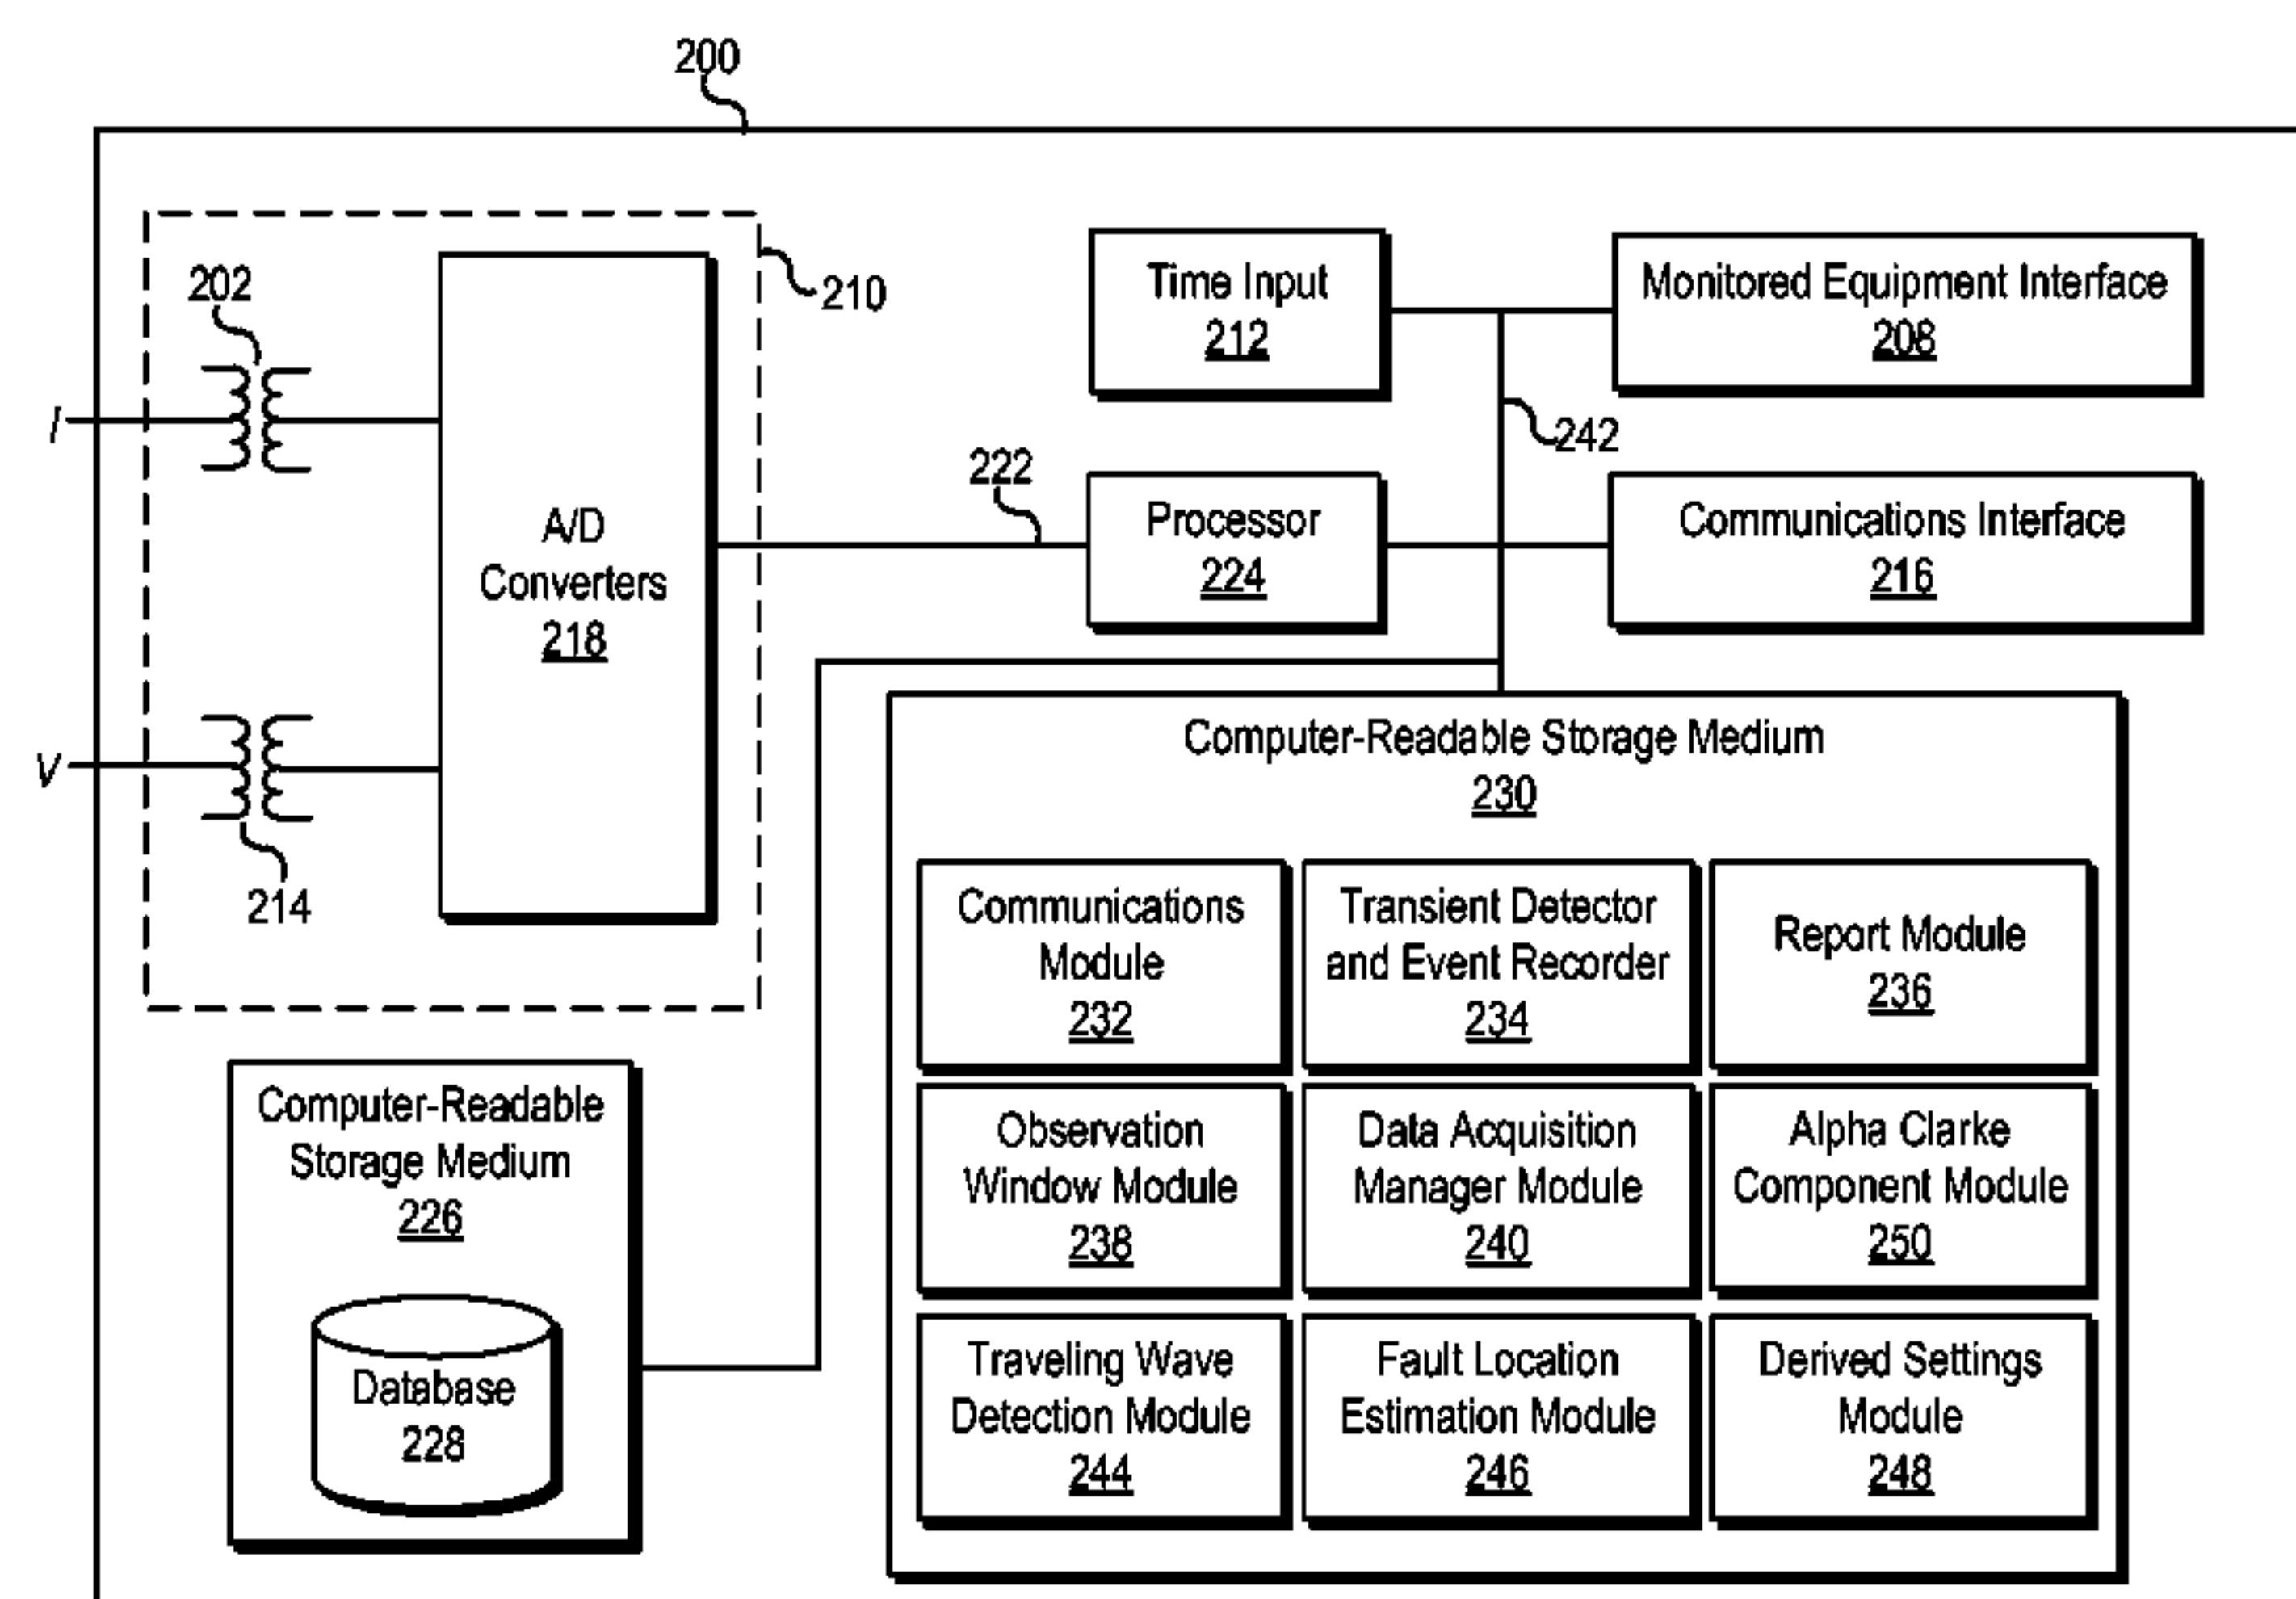 200
202
210
I
V
214
A/D
Converters
218
222
Time Input
212
Monitored Equipment Interface
208
242
Processor
224
Communications Interface
216
Computer-Readable
Storage Medium
226
Database
228
Computer-Readable Storage Medium
230
Communications
Module
232
Transient Detector
and Event Recorder
234
Report Module
236
Observation
Window Module
238
Data Acquisition
Manager Module
240
Alpha Clarke
Component Module
250
Traveling Wave
Detection Module
244
Fault Location
Estimation Module
246
Derived Settings
Module
248